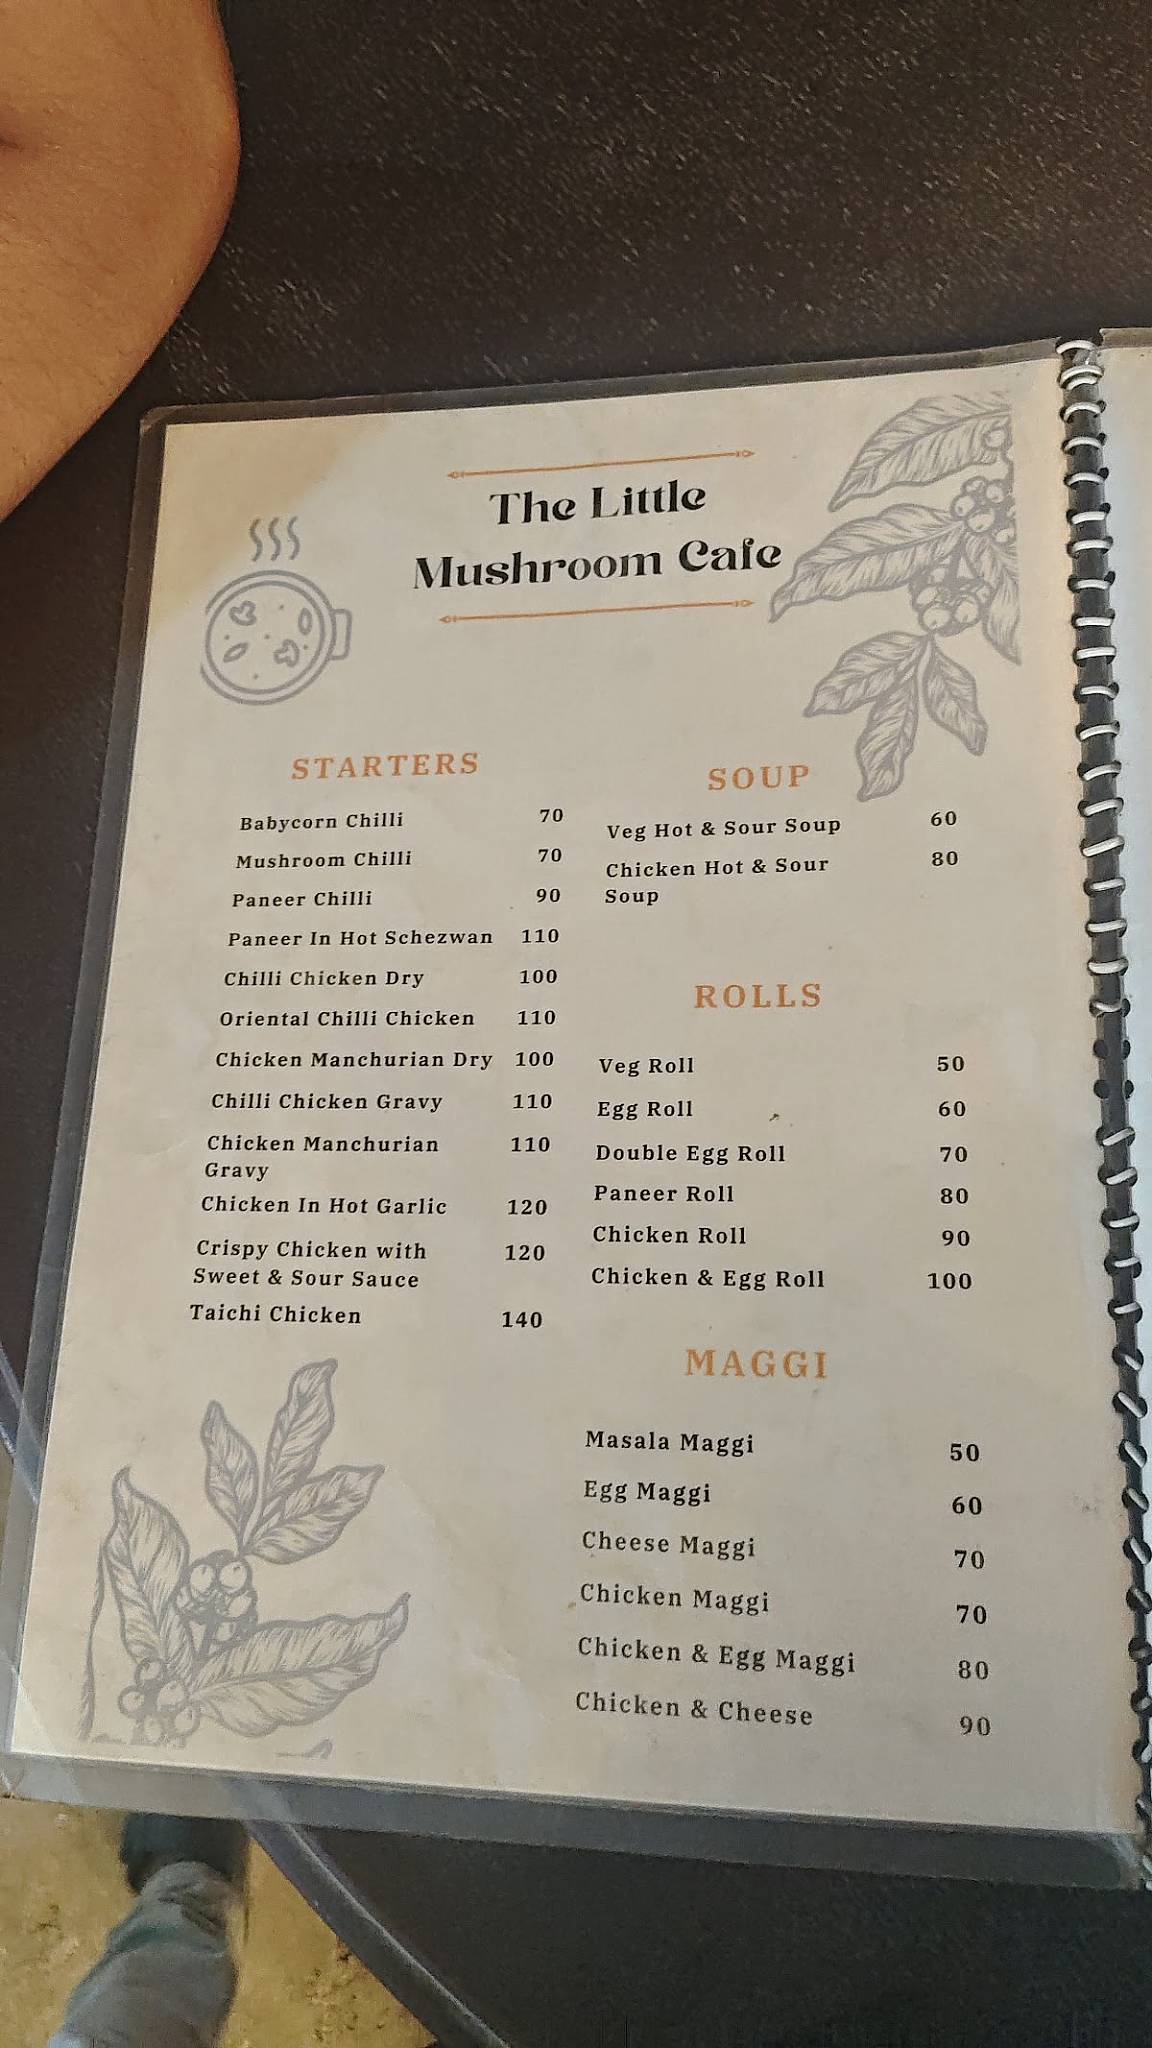 The Little
Mushroom Cafe
STARTERS
Babycorn Chilli 70
Mushroom Chilli 70
Paneer Chilli 90
Paneer In Hot Schezwan 110
Chilli Chicken Dry 100
Oriental Chilli Chicken 110
Chicken Manchurian Dry 100
Chilli Chicken Gravy 110
Chicken Manchurian 110
Gravy
Chicken In Hot Garlic 120
Crispy Chicken with 120
Sweet & Sour Sauce
Taichi Chicken 140
SOUP
Veg Hot & Sour Soup 60
Chicken Hot & Sour 80
Soup
ROLLS
Veg Roll 50
Egg Roll 60
Double Egg Roll 70
Paneer Roll 80
Chicken Roll 90
Chicken & Egg Roll 100
MAGGI
Masala Maggi 50
Egg Maggi 60
Cheese Maggi 70
Chicken Maggi 70
Chicken & Egg Maggi 80
Chicken & Cheese 90